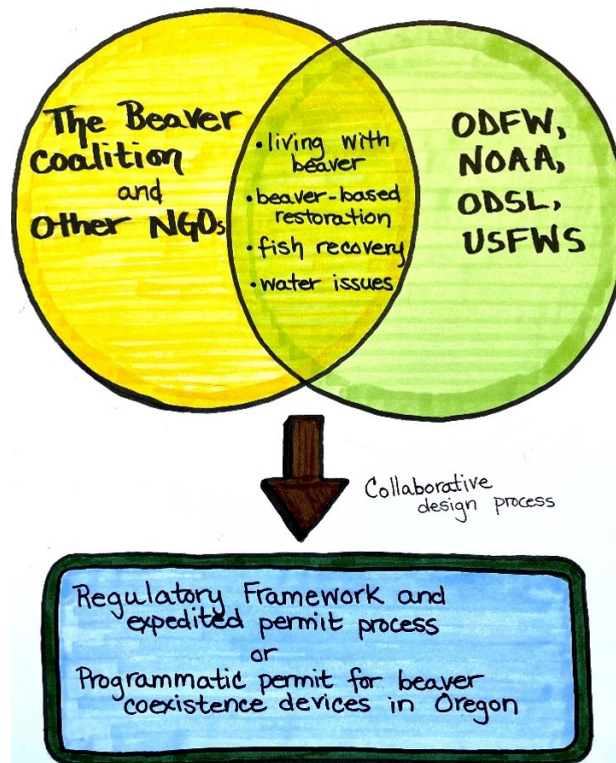 The Beaver
Coalition
and
Other NGOs
• living with
beaver
• beaver-based
restoration
• fish recovery
• water issues
ODFW,
NOAA,
ODSL,
USFWS
Collaborative
design process
Regulatory Framework and
expedited permit process
or
Programmatic permit for beaver
coexistence devices in Oregon